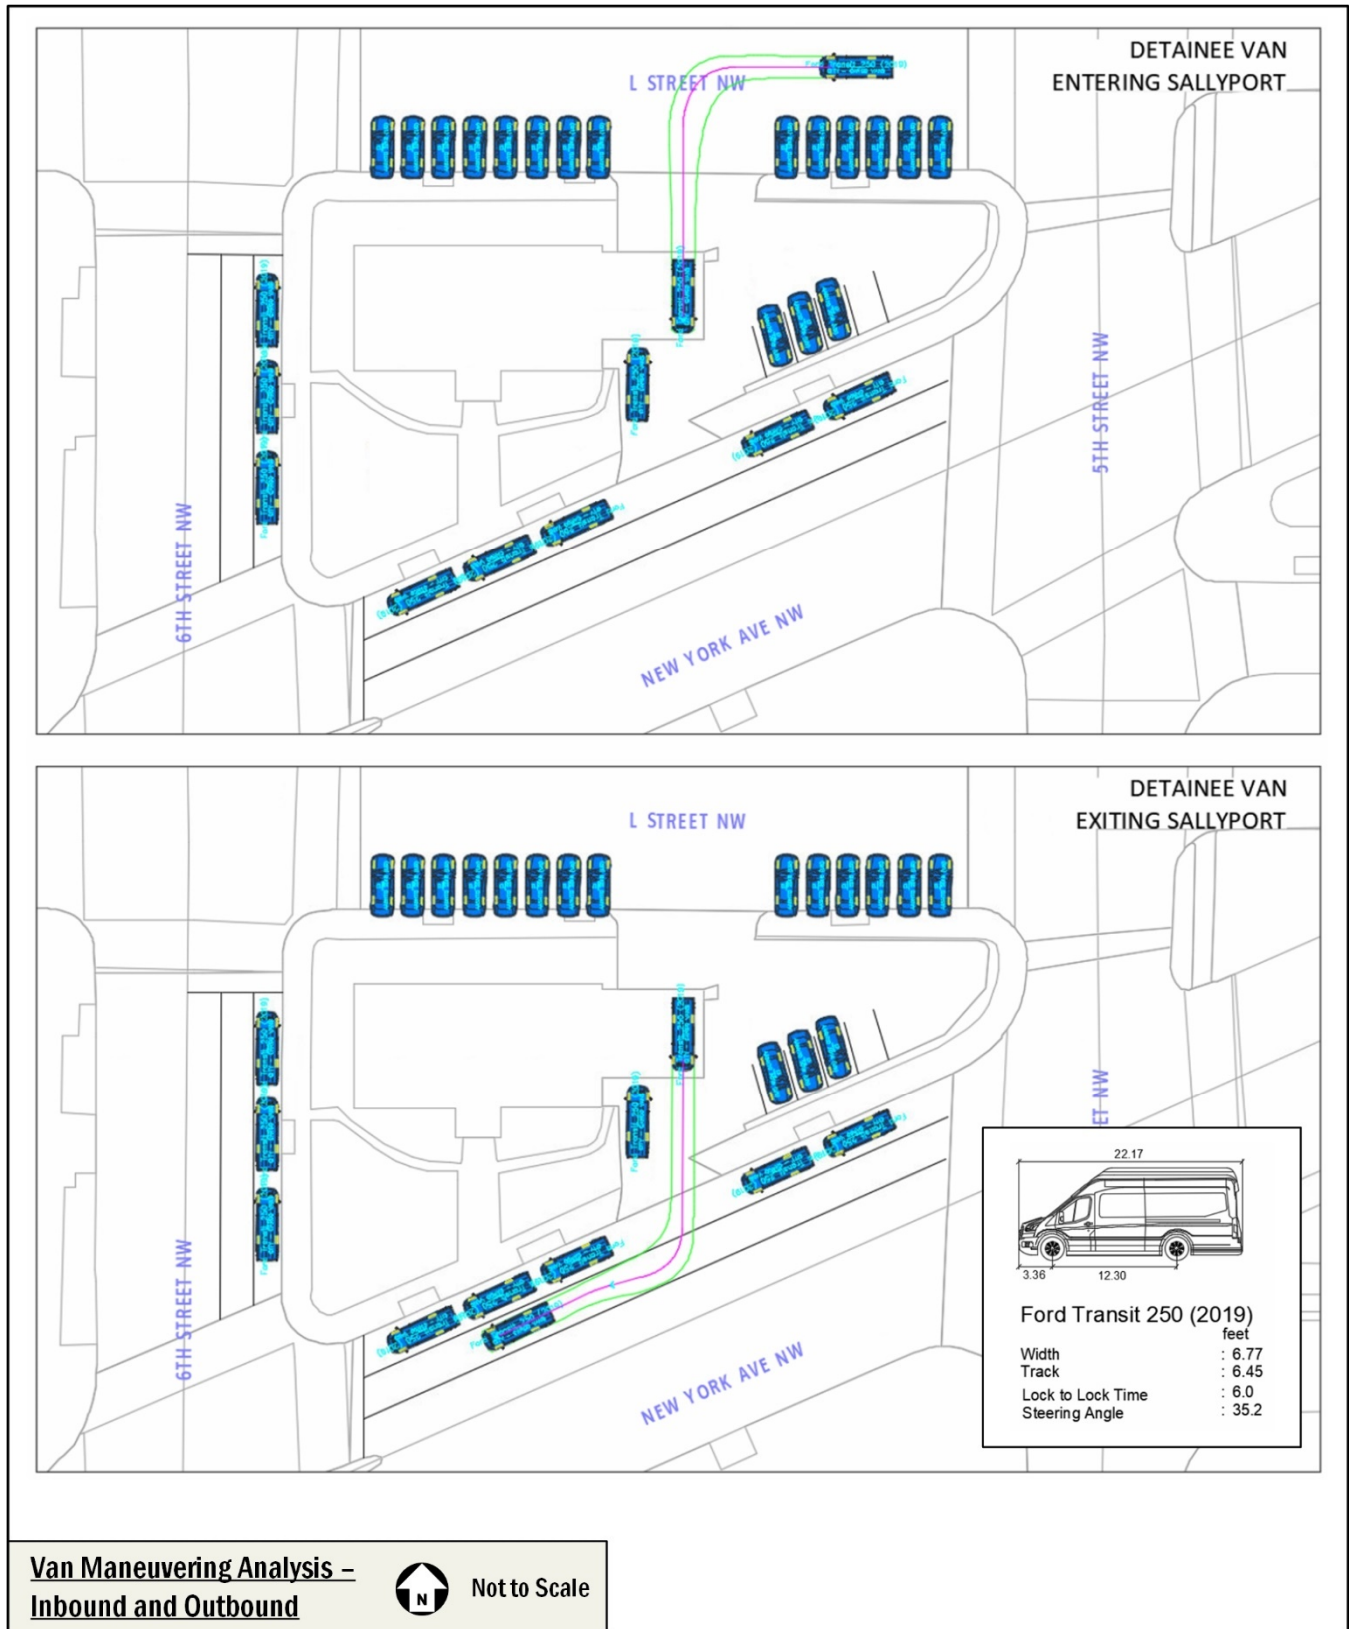 DETAINEE VAN
ENTERING SALLYPORT
L STREET NW
5TH STREET NW
6TH STREET NW
NEW YORK AVE NW
DETAINEE VAN
EXITING SALLYPORT
L STREET NW
ET NW
6TH STREET NW
NEW YORK AVE NW
22.17
3.36
12.30
Ford Transit 250 (2019)
feet
Width : 6.77
Track : 6.45
Lock to Lock Time : 6.0
Steering Angle : 35.2
Van Maneuvering Analysis –
Inbound and Outbound
N
Not to Scale